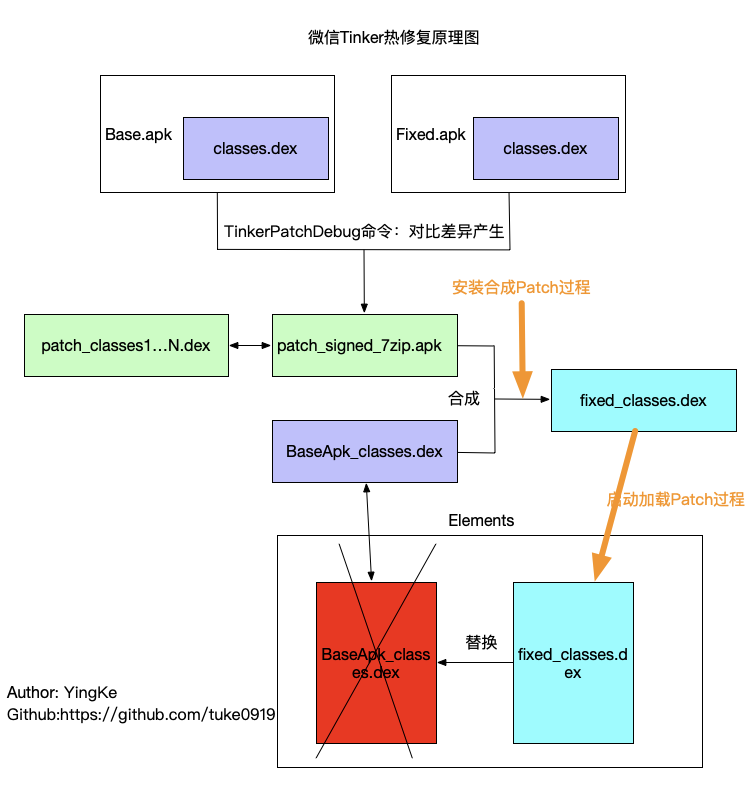 微信Tinker热修复原理图
Base.apk
classes.dex
Fixed.apk
classes.dex
TinkerPatchDebug命令：对比差异产生
安装合成Patch过程
patch_classes1...N.dex
patch_signed_7zip.apk
合成
fixed_classes.dex
BaseApk_classes.dex
启动加载Patch过程
Elements
替换
BaseApk_class
es.dex
fixed_classes.d
ex
Author: YingKe
Github:https://github.com/tuke0919